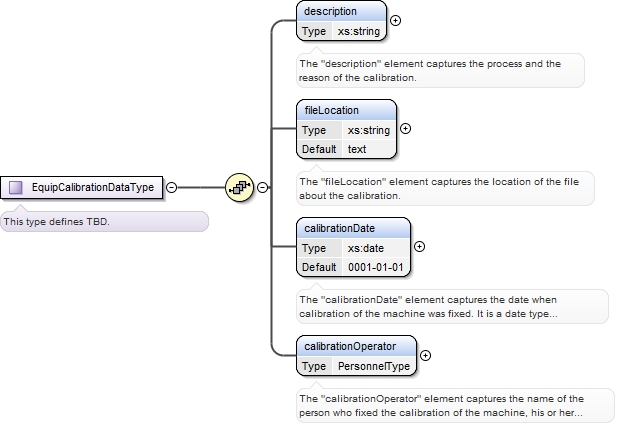 description
Type xs:string
The "description" element captures the process and the
reason of the calibration.
fileLocation
Type xs:string
Default text
The "fileLocation" element captures the location of the file
about the calibration.
EquipCalibrationDataType
This type defines TBD.
calibrationDate
Type xs:date
Default 0001-01-01
The "calibrationDate" element captures the date when
calibration of the machine was fixed. It is a date type...
calibrationOperator
Type PersonnelType
The "calibrationOperator" element captures the name of the
person who fixed the calibration of the machine, his or her...